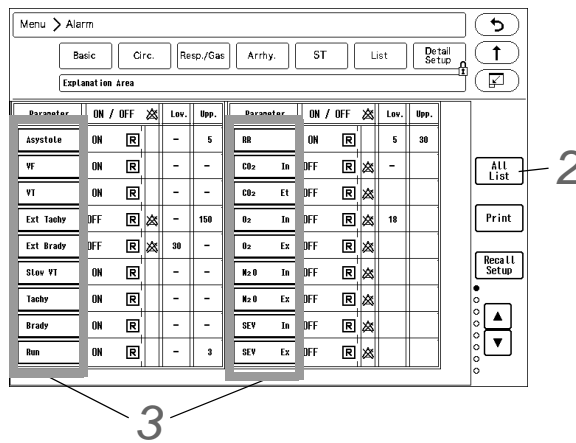 Menu > Alarm
Basic Circ. Resp./Gas Arrhy. ST List Detail Setup
Explanation Area
Parameter ON / OFF Low. Upp. Parameter ON / OFF Low. Upp.
Asystole ON R - 5 RR ON R 5 30
VF ON R - - CO2 In OFF R -
VT ON R - - CO2 Et OFF R
Ext Tachy OFF R - 150 O2 In OFF R 18
Ext Brady OFF R 30 - O2 Ex OFF R
Slow VT ON R - - N2O In OFF R
Tachy ON R - - N2O Ex OFF R
Brady ON R - - SEV In OFF R
Run ON R - 3 SEV Ex OFF R
All List
2
Print
Recall Setup
3